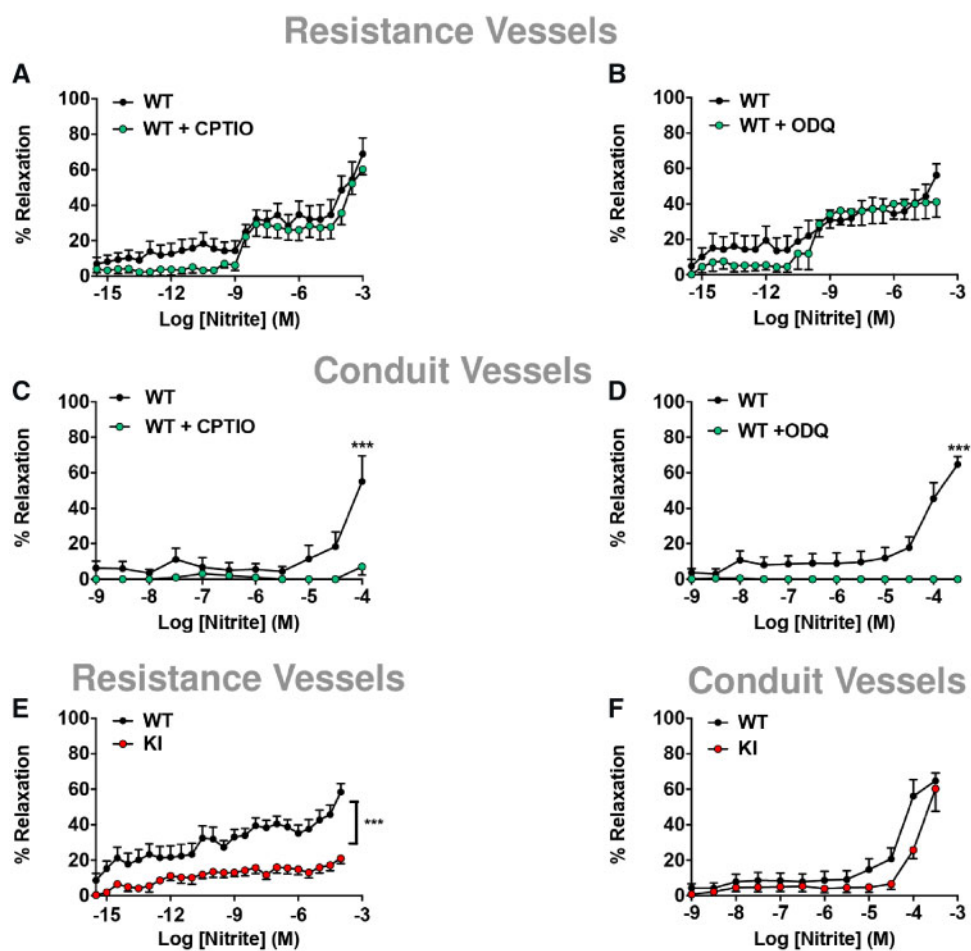 Resistance Vessels
A
WT
WT + CPTIO
% Relaxation
100
80
60
40
20
0
-15 -12 -9 -6 -3
Log [Nitrite] (M)
B
WT
WT + ODQ
% Relaxation
100
80
60
40
20
0
-15 -12 -9 -6 -3
Log [Nitrite] (M)
Conduit Vessels
C
WT
WT + CPTIO
***
% Relaxation
100
80
60
40
20
0
-9 -8 -7 -6 -5 -4
Log [Nitrite] (M)
D
WT
WT +ODQ
***
% Relaxation
100
80
60
40
20
0
-9 -8 -7 -6 -5 -4
Log [Nitrite] (M)
Resistance Vessels
E
WT
KI
***
% Relaxation
100
80
60
40
20
0
-15 -12 -9 -6 -3
Log [Nitrite] (M)
Conduit Vessels
F
WT
KI
% Relaxation
100
80
60
40
20
0
-9 -8 -7 -6 -5 -4 -3
Log [Nitrite] (M)